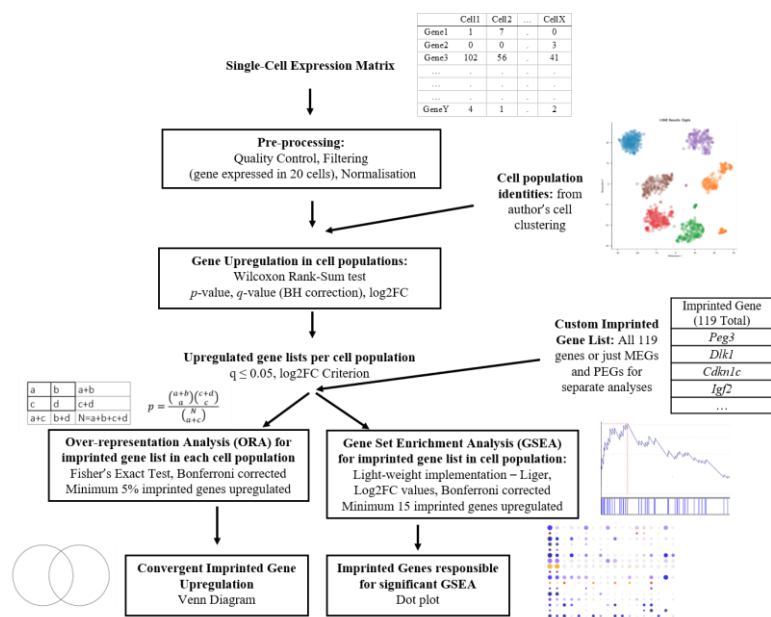 Cell1 Cell2 ... CellX
Gene1 1 7 . 0
Gene2 0 0 . 3
Gene3 102 56 . 41
... . . . .
... . . . .
... . . . .
GeneY 4 1 . 2
Single-Cell Expression Matrix
Pre-processing:
Quality Control, Filtering
(gene expressed in 20 cells), Normalisation
Cell population
identities: from
author's cell
clustering
Gene Upregulation in cell populations:
Wilcoxon Rank-Sum test
p-value, q-value (BH correction), log2FC
Custom Imprinted
Gene List: All 119
genes or just MEGs
and PEGs for
separate analyses
Imprinted Gene
(119 Total)
Peg3
Dlk1
Cdkn1c
Igf2
...
Upregulated gene lists per cell population
q ≤ 0.05, log2FC Criterion
a b a+b
c d c+d
a+c b+d N=a+b+c+d
p = \frac{\binom{a+b}{a}\binom{c+d}{c}}{\binom{N}{a+c}}
Over-representation Analysis (ORA) for
imprinted gene list in each cell population
Fisher's Exact Test, Bonferroni corrected
Minimum 5% imprinted genes upregulated
Gene Set Enrichment Analysis (GSEA)
for imprinted gene list in cell population:
Light-weight implementation – Liger,
Log2FC values, Bonferroni corrected
Minimum 15 imprinted genes upregulated
Convergent Imprinted Gene
Upregulation
Venn Diagram
Imprinted Genes responsible
for significant GSEA
Dot plot